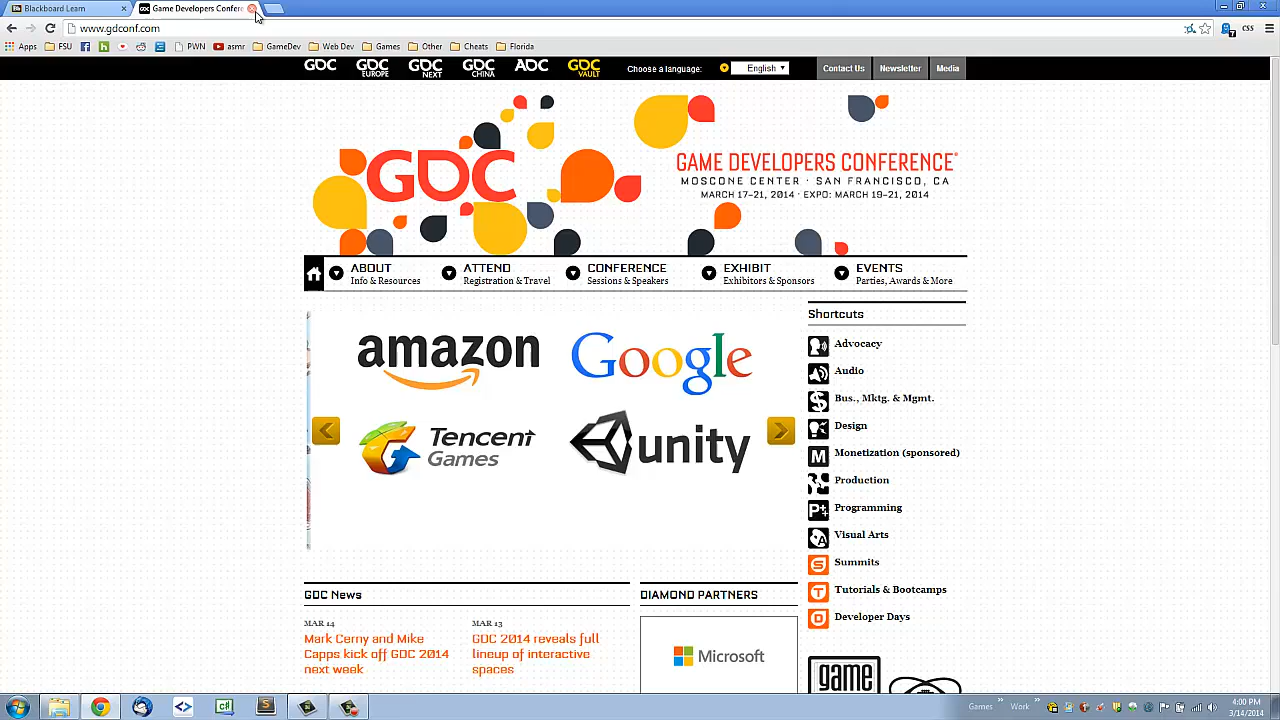 Blackboard Learn
Game Developers Confere
www.gdconf.com
Apps
FSU
PWN
asmr
GameDev
Web Dev
Games
Other
Cheats
Florida
GDC
GDC EUROPE
GDC NEXT
GDC CHINA
ADC
GDC VAULT
Choose a language:
English
Contact Us
Newsletter
Media
GDC
GAME DEVELOPERS CONFERENCE®
MOSCONE CENTER · SAN FRANCISCO, CA
MARCH 17-21, 2014 · EXPO: MARCH 19-21, 2014
ABOUT
Info & Resources
ATTEND
Registration & Travel
CONFERENCE
Sessions & Speakers
EXHIBIT
Exhibitors & Sponsors
EVENTS
Parties, Awards & More
amazon
Google
Tencent
Games
unity
Shortcuts
Advocacy
Audio
Bus., Mktg. & Mgmt.
Design
Monetization (sponsored)
Production
Programming
Visual Arts
Summits
Tutorials & Bootcamps
Developer Days
GDC News
MAR 14
Mark Cerny and Mike
Capps kick off GDC 2014
next week
MAR 13
GDC 2014 reveals full
lineup of interactive
spaces
DIAMOND PARTNERS
Microsoft
game
Games
Work
4:00 PM
3/14/2014